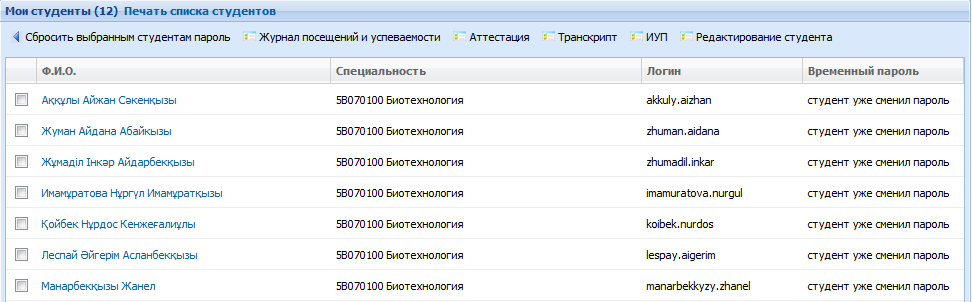 Мои студенты (12) Печать списка студентов
Сбросить выбранным студентам пароль Журнал посещений и успеваемости Аттестация Транскрипт ИУП Редактирование студента
Ф.И.О. Специальность Логин Временный пароль
Аққұлы Айжан Сәкенқызы 5В070100 Биотехнология akkuly.aizhan студент уже сменил пароль
Жуман Айдана Абайкызы 5В070100 Биотехнология zhuman.aidana студент уже сменил пароль
Жұмаділ Інкәр Айдарбекқызы 5В070100 Биотехнология zhumadil.inkar студент уже сменил пароль
Имамұратова Нұргүл Имамұратқызы 5В070100 Биотехнология imamuratova.nurgul студент уже сменил пароль
Қойбек Нұрдос Кенжеғалиұлы 5В070100 Биотехнология koibek.nurdos студент уже сменил пароль
Леспай Әйгерім Асланбекқызы 5В070100 Биотехнология lespay.aigerim студент уже сменил пароль
Манарбекқызы Жанел 5В070100 Биотехнология manarbekkyzy.zhanel студент уже сменил пароль